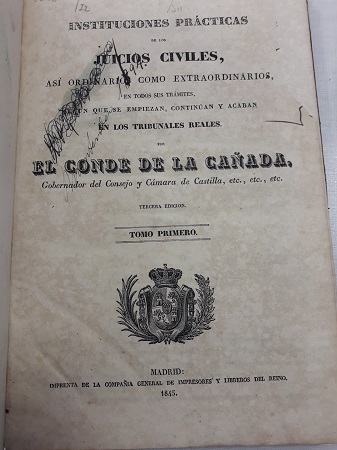 122
INSTITUCIONES PRÁCTICAS
DE LOS
JUICIOS CIVILES,
ASÍ ORDINARIOS COMO EXTRAORDINARIOS,
EN TODOS SUS TRÁMITES,
QUE SE EMPIEZAN, CONTINÚAN Y ACABAN
EN LOS TRIBUNALES REALES.
POR
EL CONDE DE LA CAÑADA,
Gobernador del Consejo y Cámara de Castilla, etc., etc., etc.
TERCERA EDICION.
TOMO PRIMERO.
MADRID:
IMPRENTA DE LA COMPAÑIA GENERAL DE IMPRESORES Y LIBREROS DEL REINO.
1845.